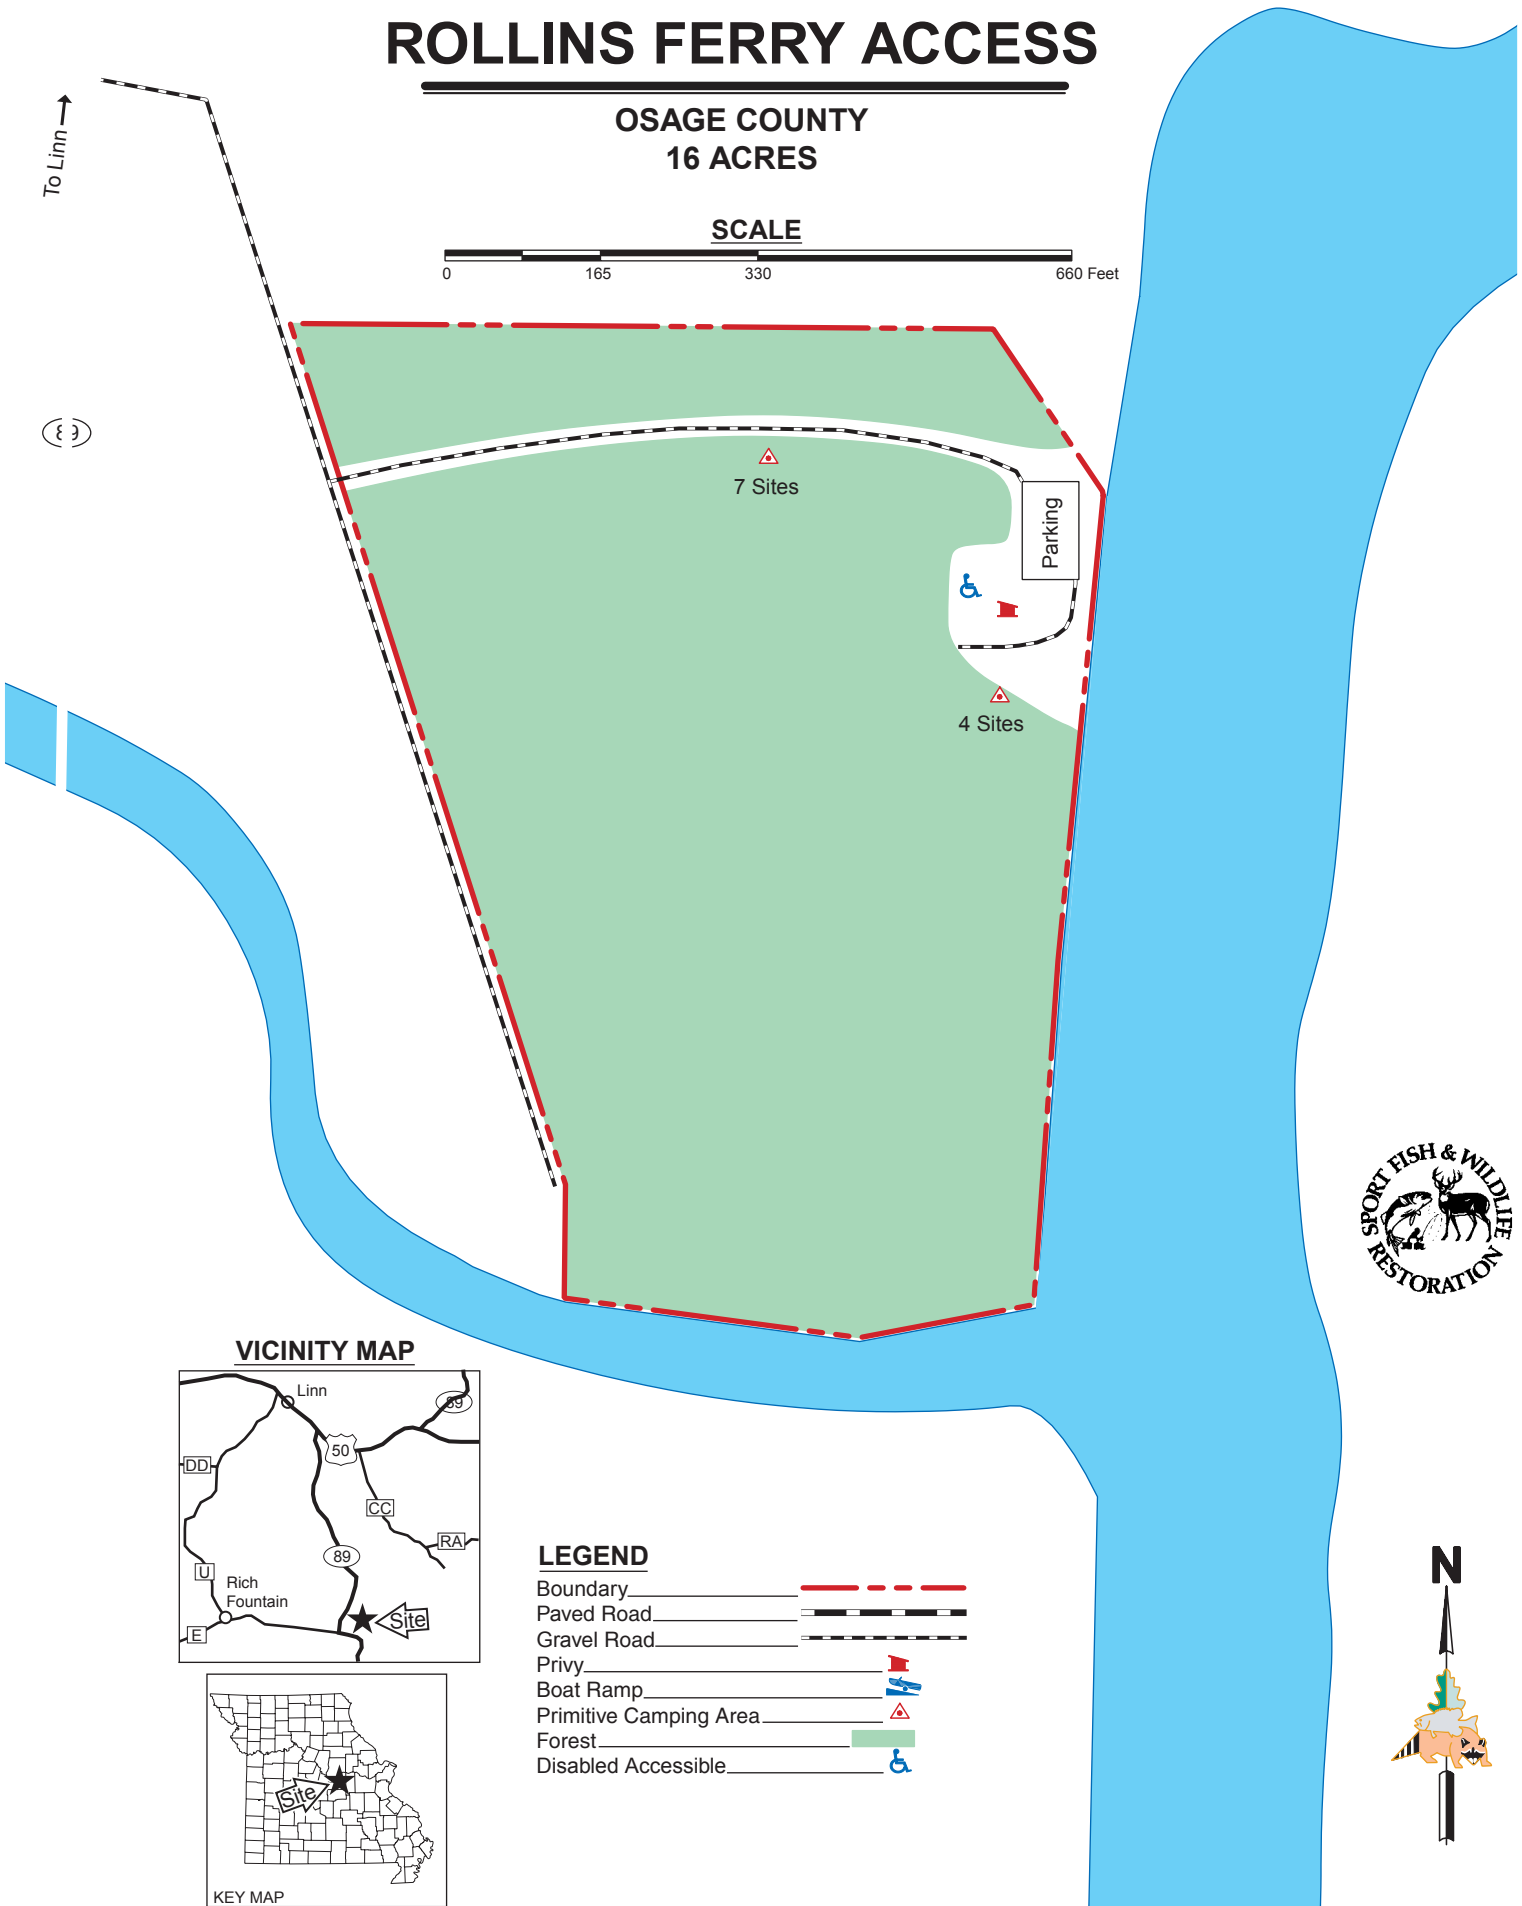 ROLLINS FERRY ACCESS
OSAGE COUNTY
16 ACRES
To Linn
SCALE
0 165 330 660 Feet
89
7 Sites
Parking
4 Sites
SPORT FISH & WILDLIFE
RESTORATION
VICINITY MAP
Linn
89
50
DD
CC
RA
89
U
Rich
Fountain
Site
E
Site
KEY MAP
LEGEND
Boundary
Paved Road
Gravel Road
Privy
Boat Ramp
Primitive Camping Area
Forest
Disabled Accessible
N